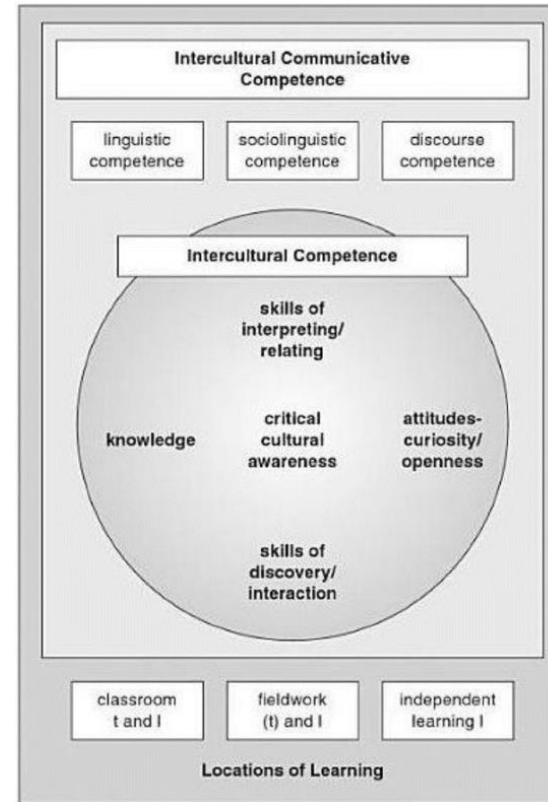 Intercultural Communicative
Competence
linguistic
competence
sociolinguistic
competence
discourse
competence
Intercultural Competence
skills of
interpreting/
relating
knowledge
critical
cultural
awareness
attitudes-
curiosity/
openness
skills of
discovery/
interaction
classroom
t and l
fieldwork
(t) and l
independent
learning l
Locations of Learning